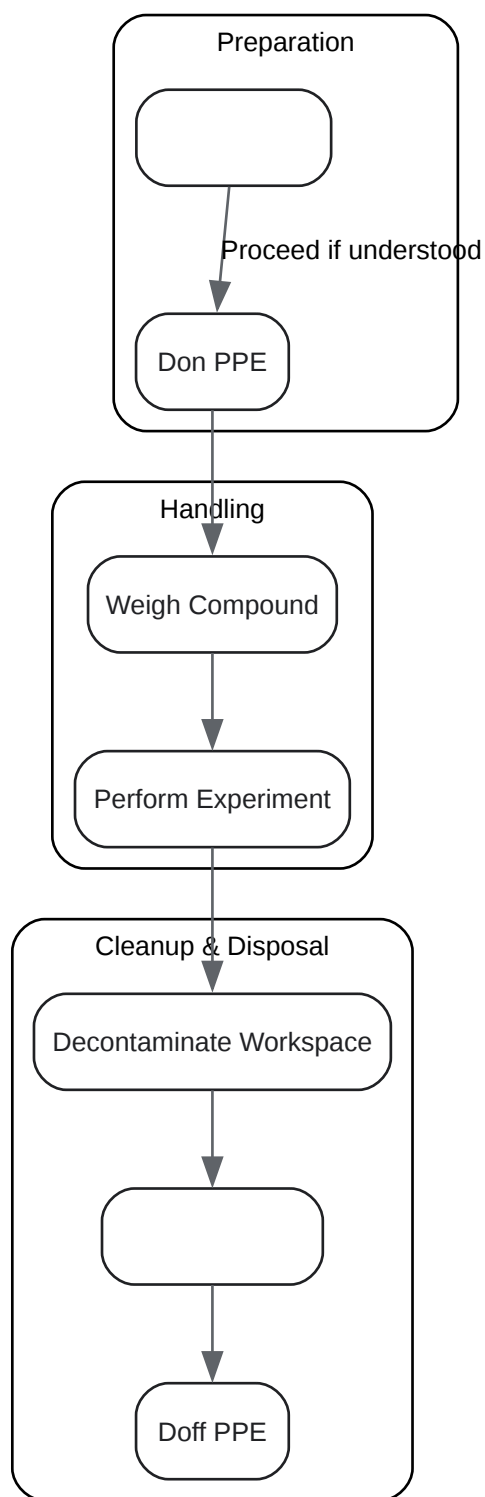 Preparation
Proceed if understood
Don PPE
Handling
Weigh Compound
Perform Experiment
Cleanup & Disposal
Decontaminate Workspace
Doff PPE